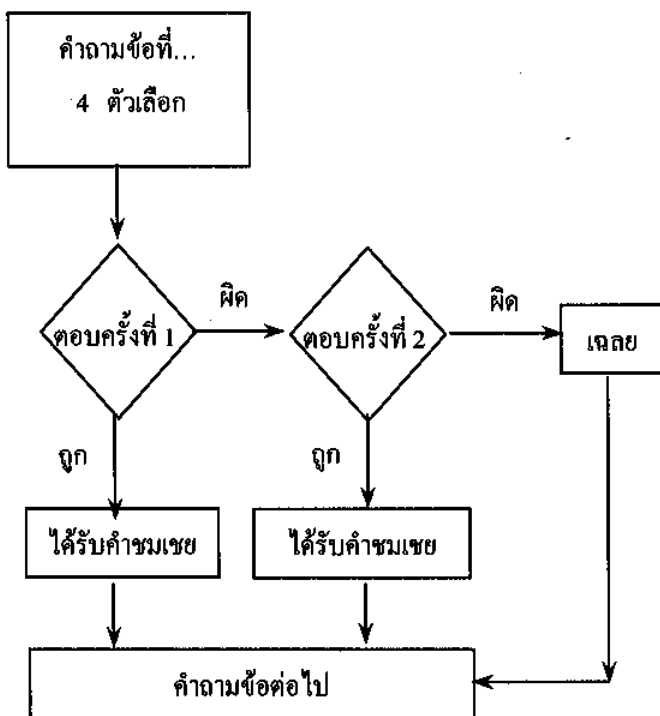 คำถามข้อที่...
4 ตัวเลือก
ผิด
ผิด
ตอบครั้งที่ 1
ตอบครั้งที่ 2
เฉลย
ถูก
ถูก
ได้รับคำชมเชย
ได้รับคำชมเชย
คำถามข้อต่อไป